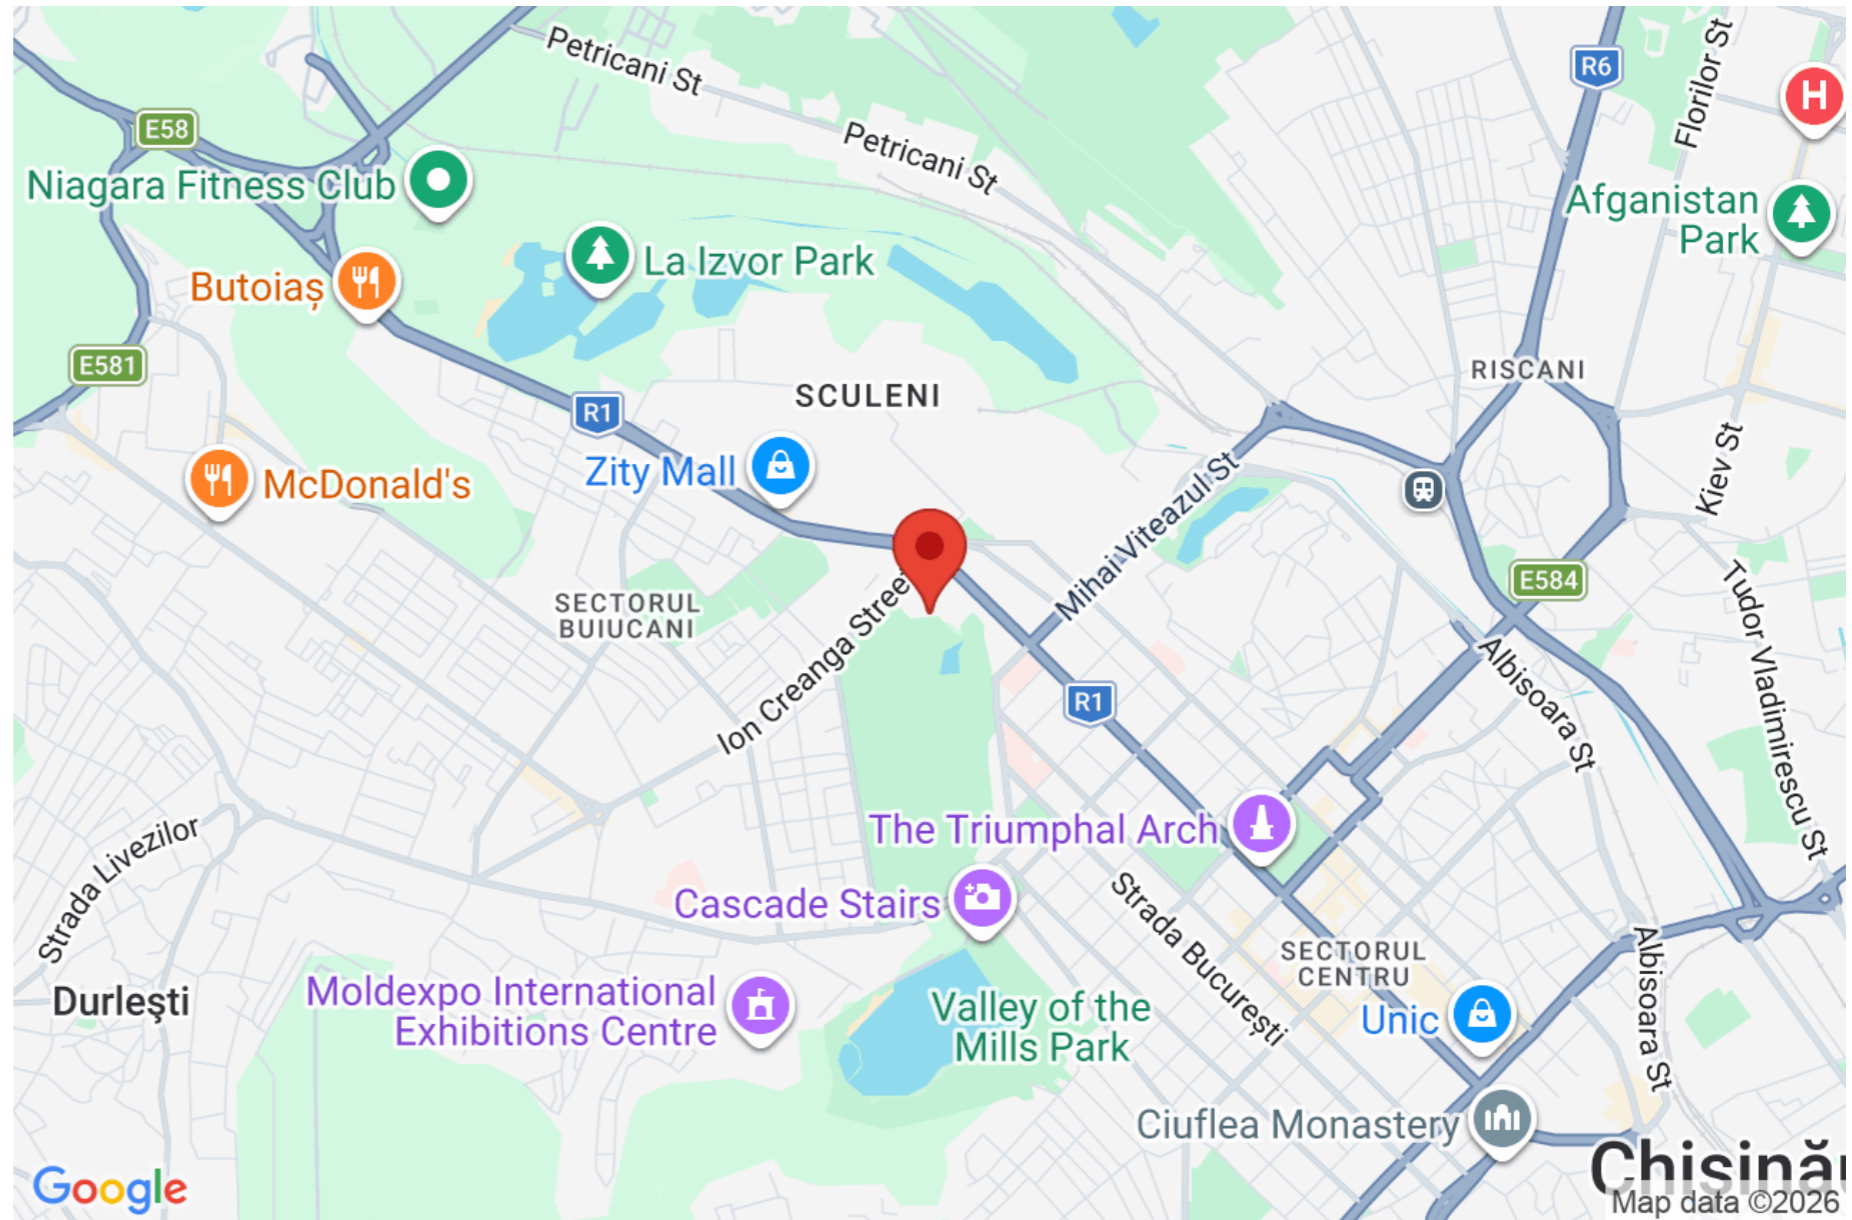 Petricani St
R6
Florilor St
H
E58
Petricani St
Niagara Fitness Club
Afganistan
Park
La Izvor Park
Butoiaș
E581
RISCANI
SCULENI
R1
Kiev St
Zity Mall
McDonald's
Mihai Viteazul St
E584
SECTORUL
BUIUCANI
Ion Creanga Street
Tudor Vladimirescu St
Albisoara St
R1
The Triumphal Arch
Strada Livezilor
Cascade Stairs
Strada București
SECTORUL
CENTRU
Albisoara St
Durleşti
Moldexpo International
Exhibitions Centre
Valley of the
Mills Park
Unic
Ciuflea Monastery
Chișinău
Google
Map data ©2026